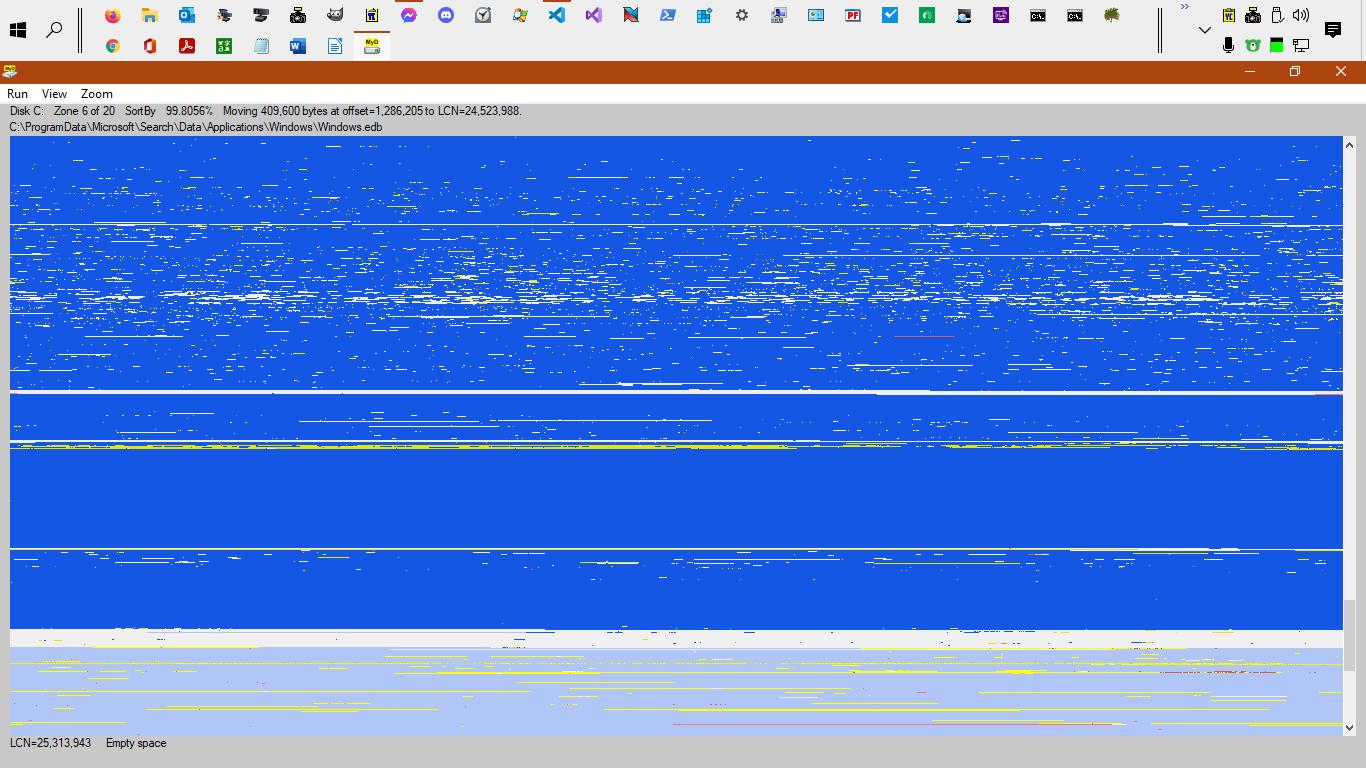 PF
C:\_
C:\_
MyD
Run View Zoom
Disk C: Zone 6 of 20 SortBy 99.8056% Moving 409,600 bytes at offset=1,286,205 to LCN=24,523,988.
C:\ProgramData\Microsoft\Search\Data\Applications\Windows\Windows.edb
LCN=25,313,943 Empty space